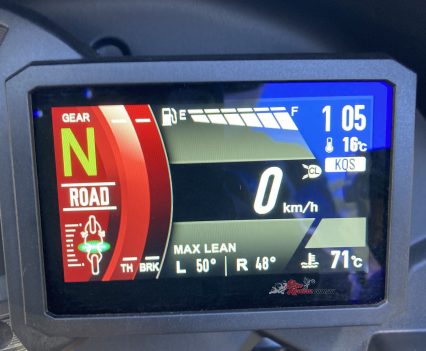 GEAR
N
ROAD
TH BRK
E F
1 05
16℃
KQS
CL
0 km/h
MAX LEAN
L 50° R 48°
71℃